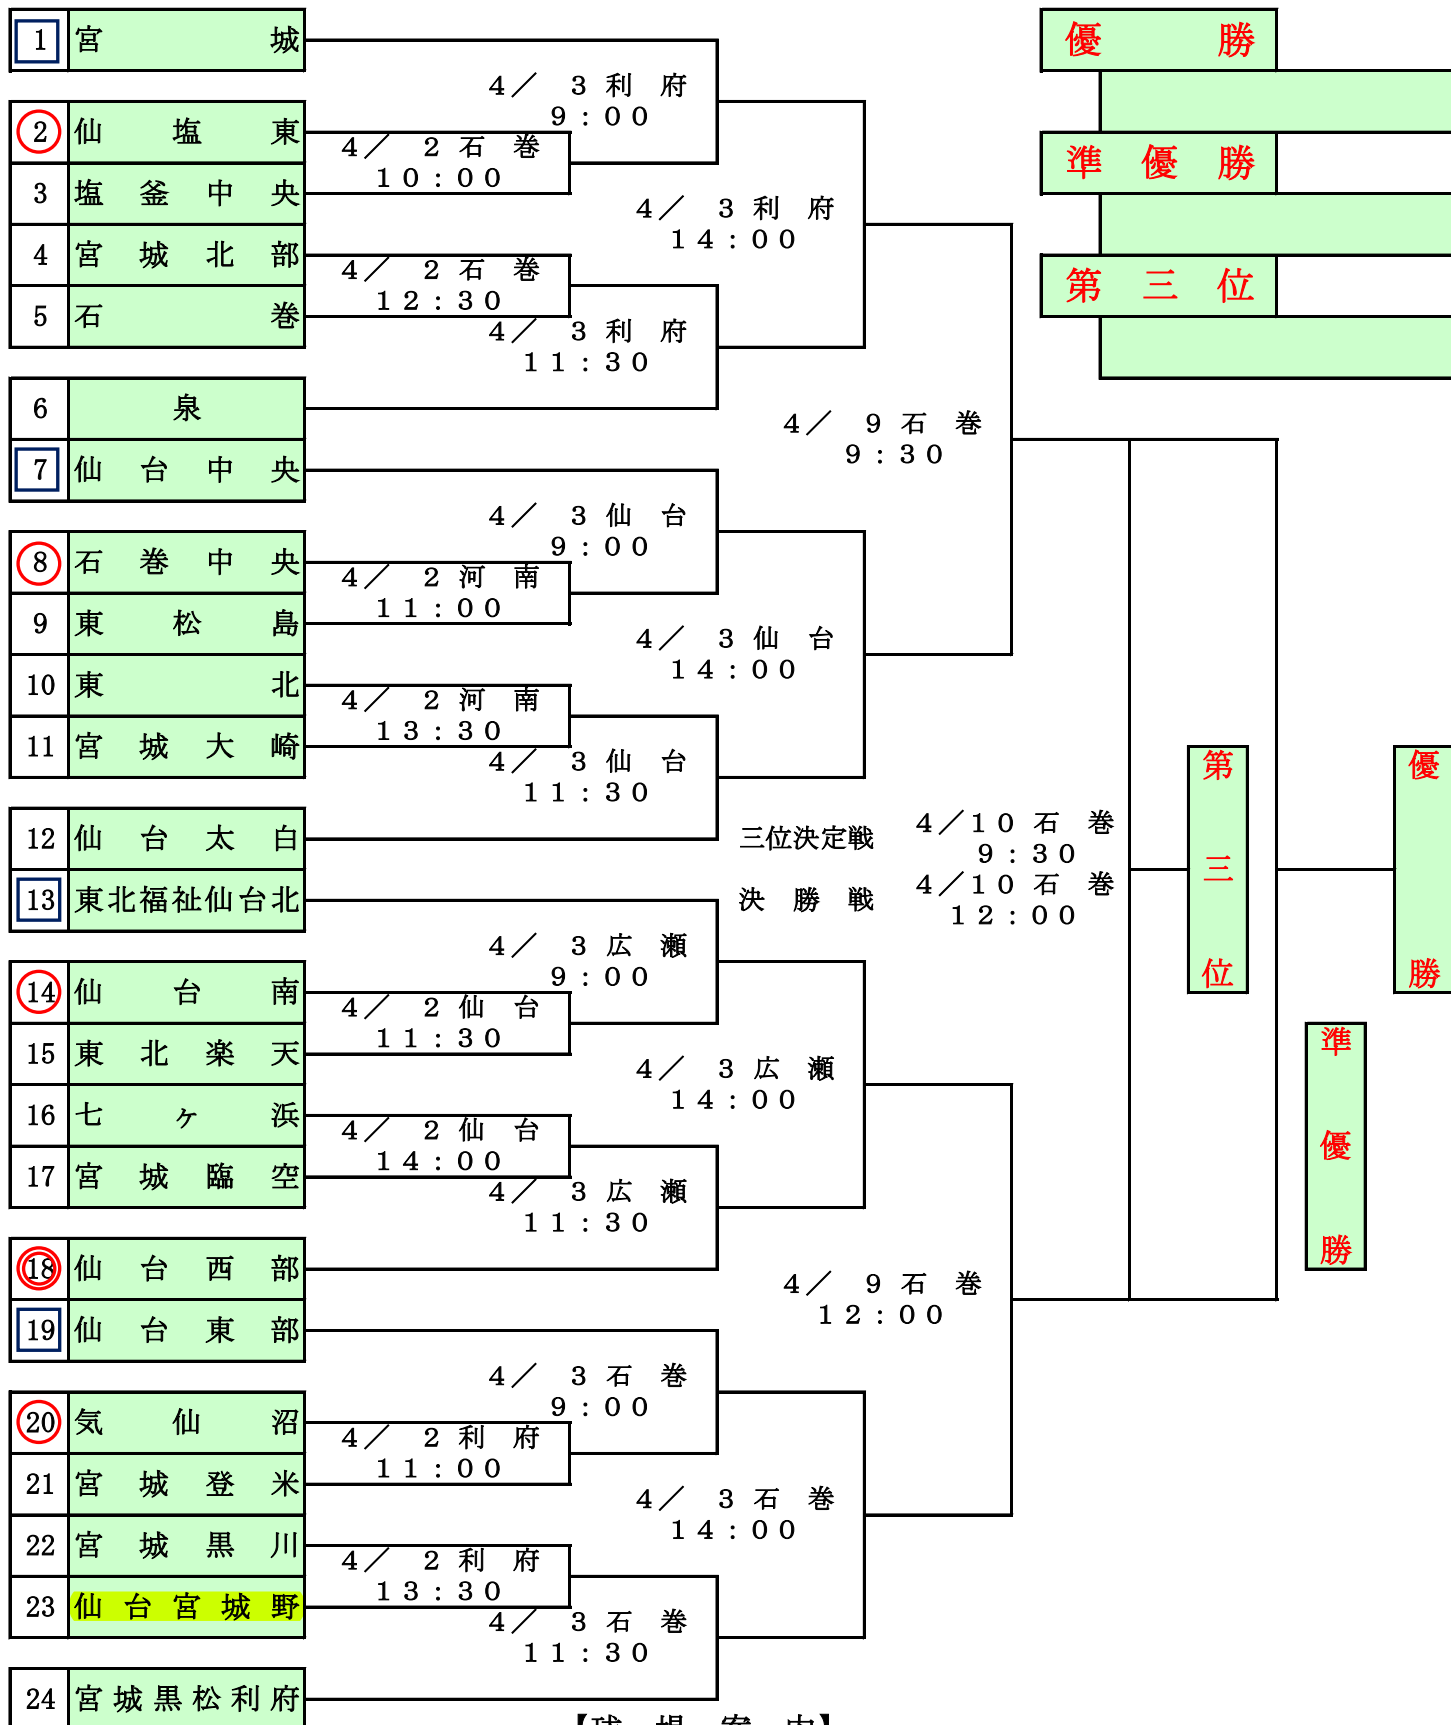 1 宮城
2 仙塩東
3 塩釜中央
4 宮城北部
5 石巻
6 泉
7 仙台中央
8 石巻中央
9 東松島
10 東北
11 宮城大崎
12 仙台太白
13 東北福祉仙台北
14 仙台南
15 東北楽天
16 七ヶ浜
17 宮城臨空
18 仙台西部
19 仙台東部
20 気仙沼
21 宮城登米
22 宮城黒川
23 仙台宮城野
24 宮城黒松利府
4/2 石巻
10:00
4/2 石巻
12:30
4/2 河南
11:00
4/2 河南
13:30
4/2 仙台
11:30
4/2 仙台
14:00
4/2 利府
11:00
4/2 利府
13:30
4/3 利府
9:00
4/3 利府
11:30
4/3 仙台
9:00
4/3 仙台
11:30
4/3 広瀬
9:00
4/3 広瀬
11:30
4/3 石巻
9:00
4/3 石巻
11:30
4/3 利府
14:00
4/3 仙台
14:00
4/3 広瀬
14:00
4/3 石巻
14:00
4/9 石巻
9:30
4/9 石巻
12:00
三位決定戦 4/10 石巻
9:30
決勝戦 4/10 石巻
12:00
優勝
準優勝
第三位
第三位
優勝
準優勝